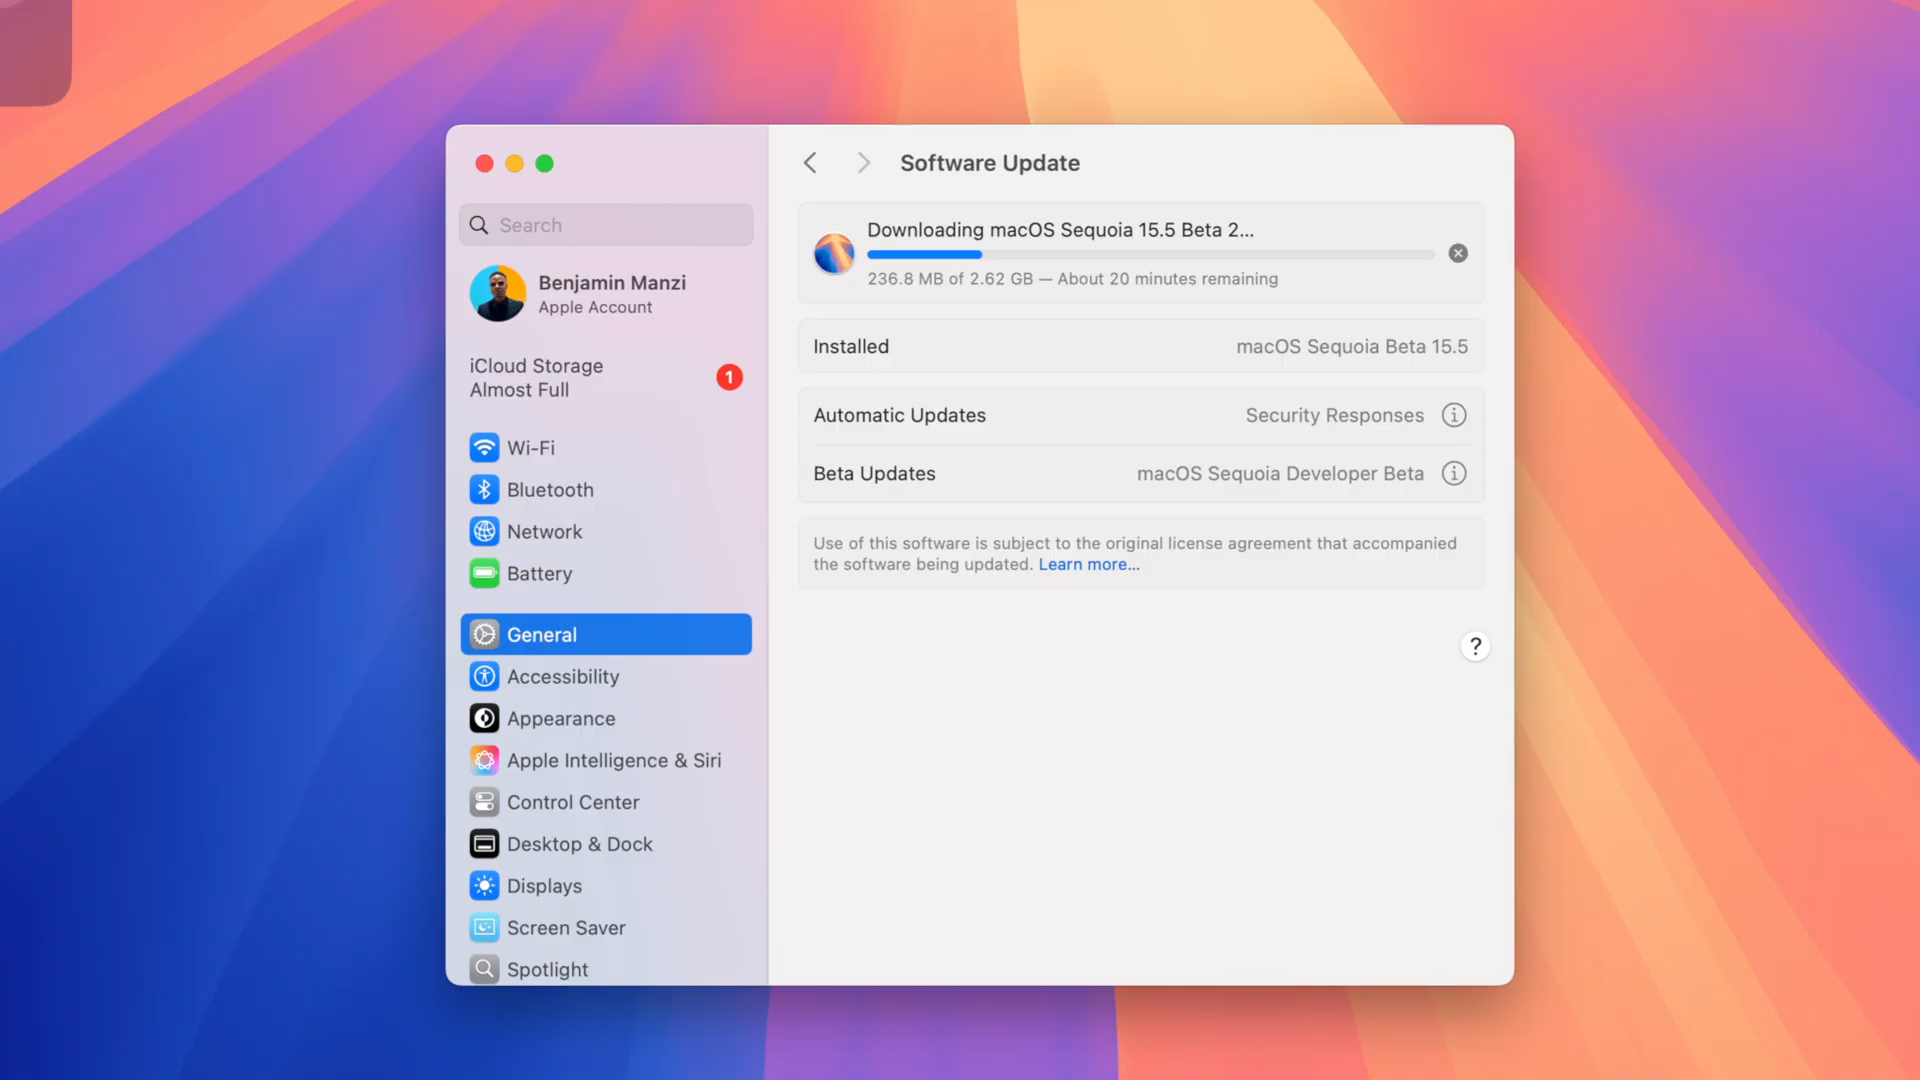 Search
Benjamin Manzi
Apple Account
iCloud Storage
Almost Full
1
Wi-Fi
Bluetooth
Network
Battery
General
Accessibility
Appearance
Apple Intelligence & Siri
Control Center
Desktop & Dock
Displays
Screen Saver
Spotlight
Software Update
Downloading macOS Sequoia 15.5 Beta 2...
236.8 MB of 2.62 GB — About 20 minutes remaining
Installed macOS Sequoia Beta 15.5
Automatic Updates Security Responses
Beta Updates macOS Sequoia Developer Beta
Use of this software is subject to the original license agreement that accompanied
the software being updated. Learn more...
?